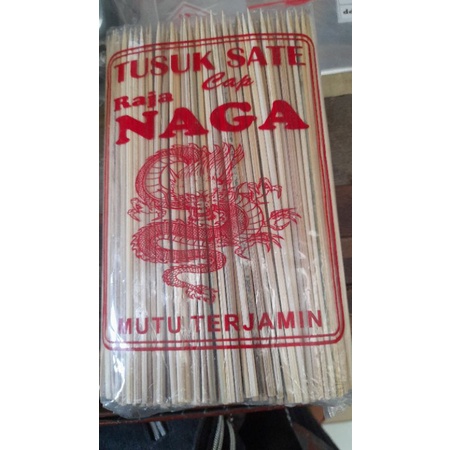 TUSUK SATE
Cap
Raja
NAGA
MUTU TERJAMIN